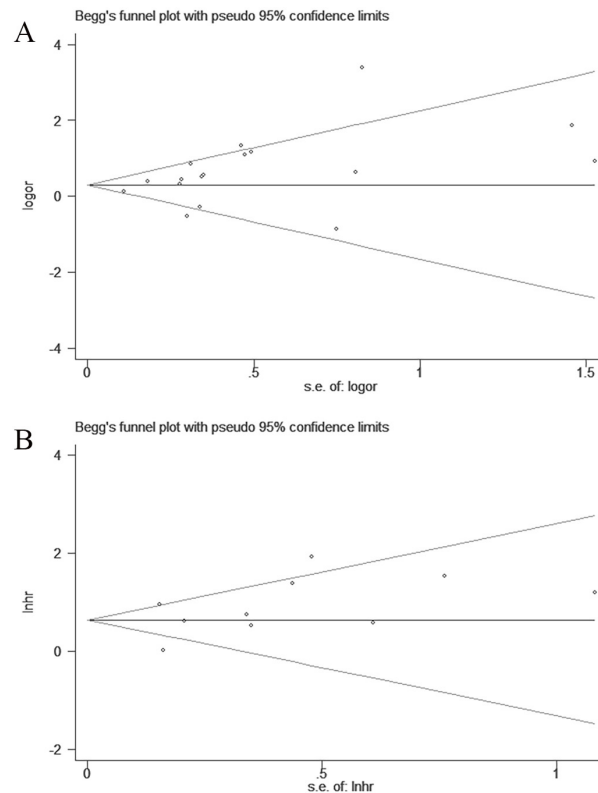 A
Begg's funnel plot with pseudo 95% confidence limits
4
2
0
-2
-4
logor
0
.5
1
1.5
s.e. of: logor
B
Begg's funnel plot with pseudo 95% confidence limits
4
2
0
-2
lnhr
0
.5
1
s.e. of: lnhr